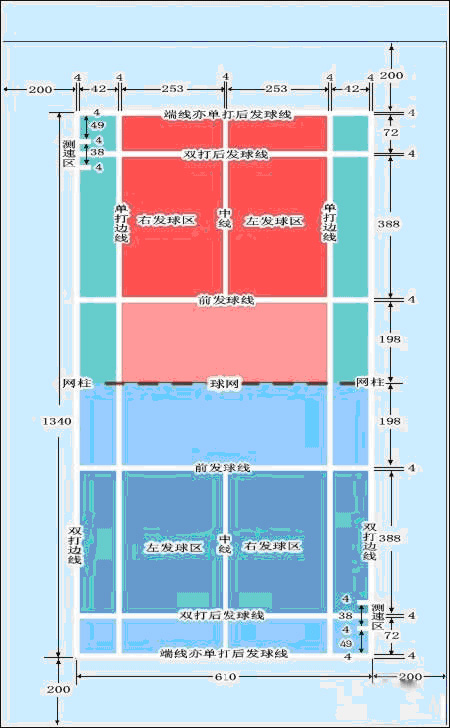 200
4 4 4 4 4
200 42 253 253 42
4 端线亦单打后发球线 4
49 72
测速区 4
38 双打后发球线 4
4
单打边线 右发球区 中线 左发球区 单打边线 388
前发球线 4
198
网柱 球网 网柱
1340 198
前发球线 4
双打边线 左发球区 中线 右发球区 双打边线 388
4 测速区
双打后发球线 38 4
4
49 72
端线亦单打后发球线 4 4
200 610 200